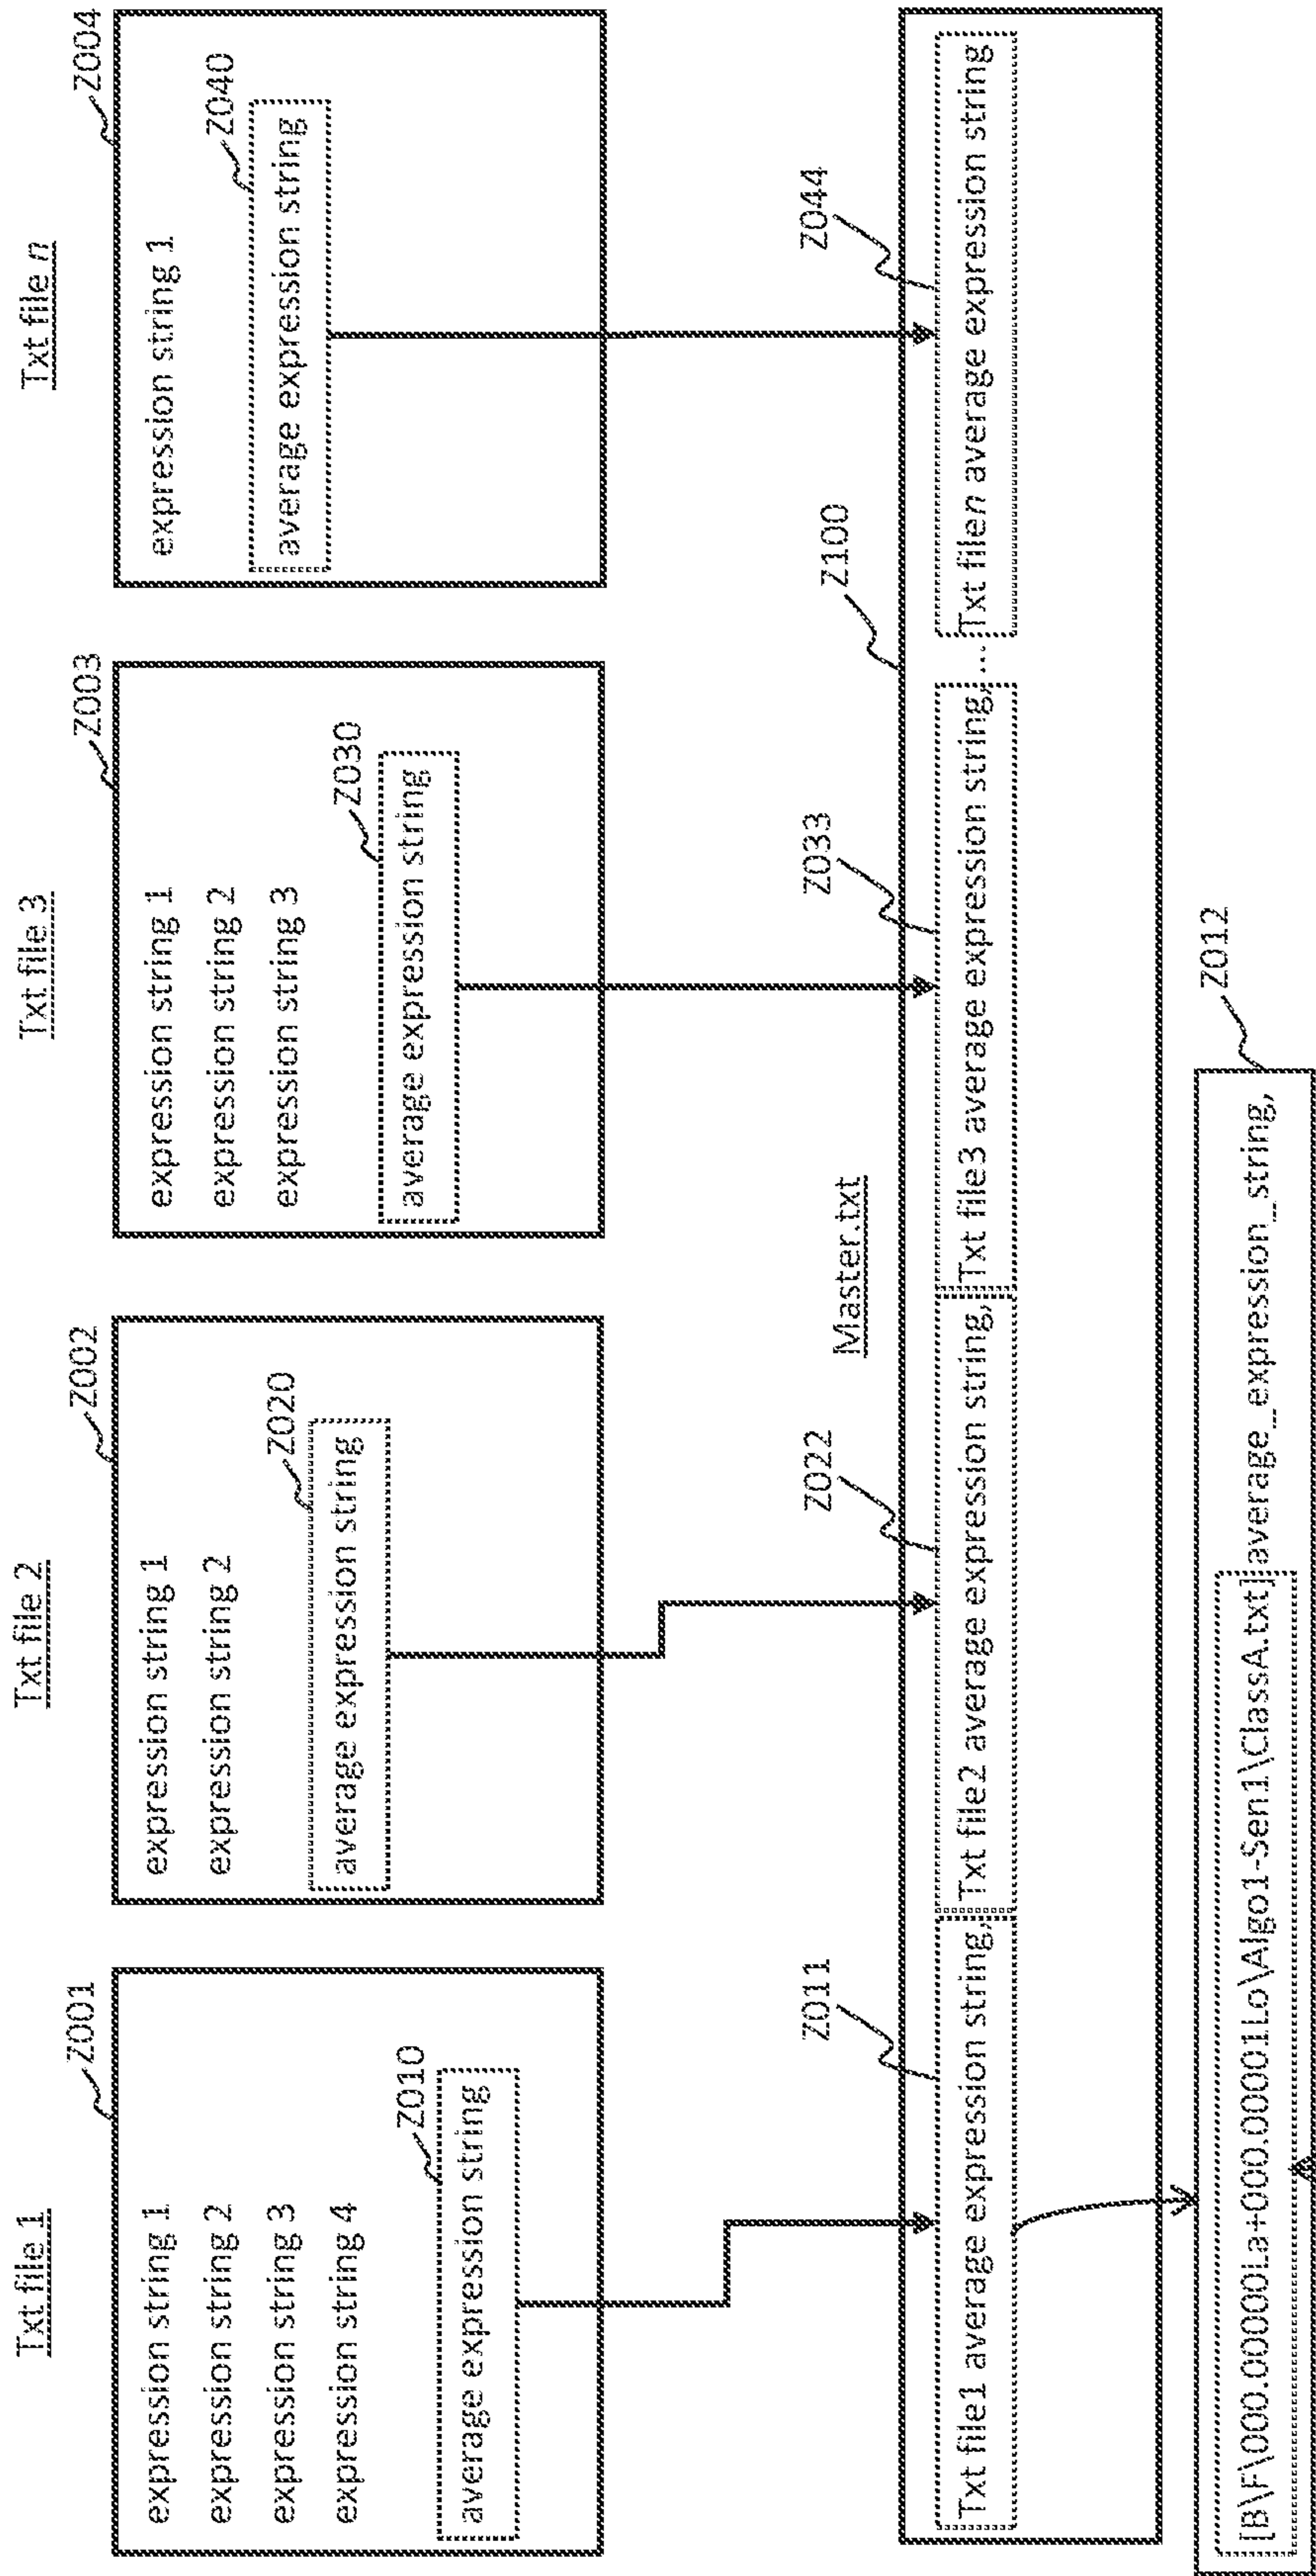 Txt file 1
Z001
expression string 1
expression string 2
expression string 3
expression string 4
Z010
average expression string
Txt file 2
Z002
expression string 1
expression string 2
Z020
average expression string
Txt file 3
Z003
expression string 1
expression string 2
expression string 3
Z030
average expression string
Txt file n
Z004
expression string 1
Z040
average expression string
Master.txt
Z100
Z011
Z022
Z033
Z044
Txt file1 average expression string, Txt file2 average expression string, Txt file3 average expression string, ... Txt filen average expression string
Z012
[B\F\000.00000La+000.00001Lo\Algo1-Sen1\ClassA.txt]average_expression_string,